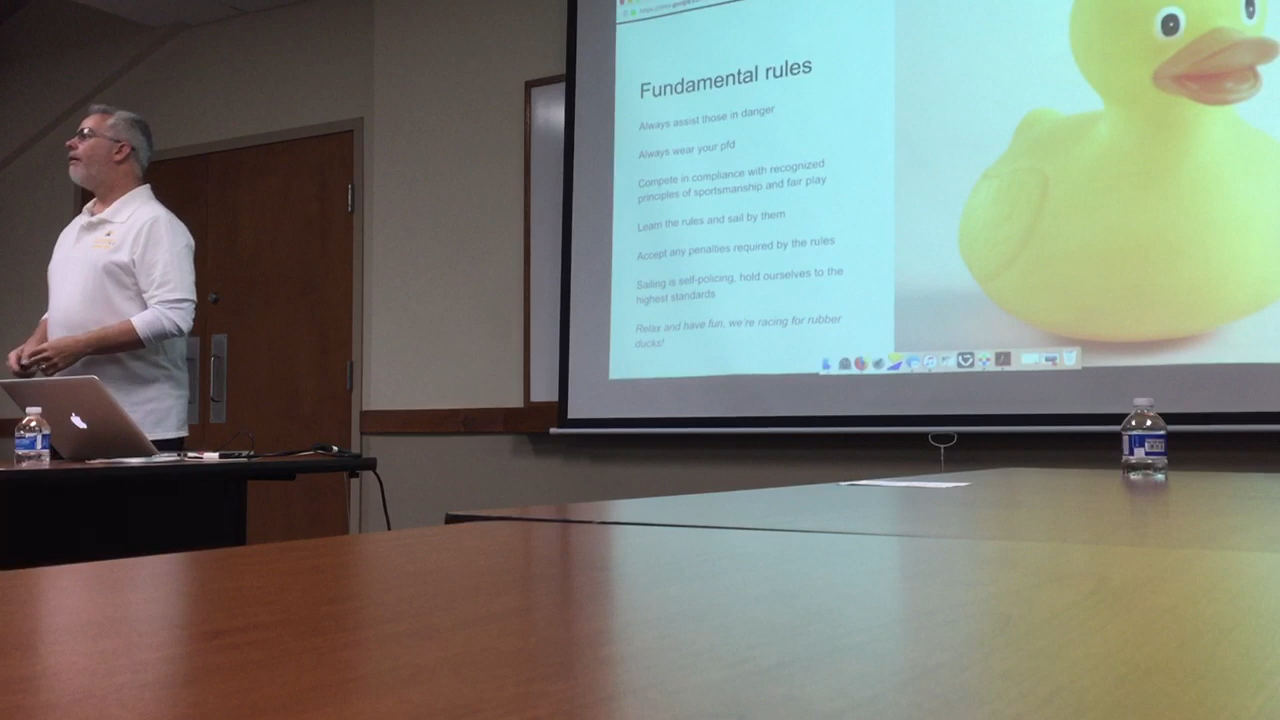 Fundamental rules
Always assist those in danger
Always wear your pfd
Compete in compliance with recognized
principles of sportsmanship and fair play
Learn the rules and sail by them
Accept any penalties required by the rules
Sailing is self-policing, hold ourselves to the
highest standards
Relax and have fun, we're racing for rubber
ducks!